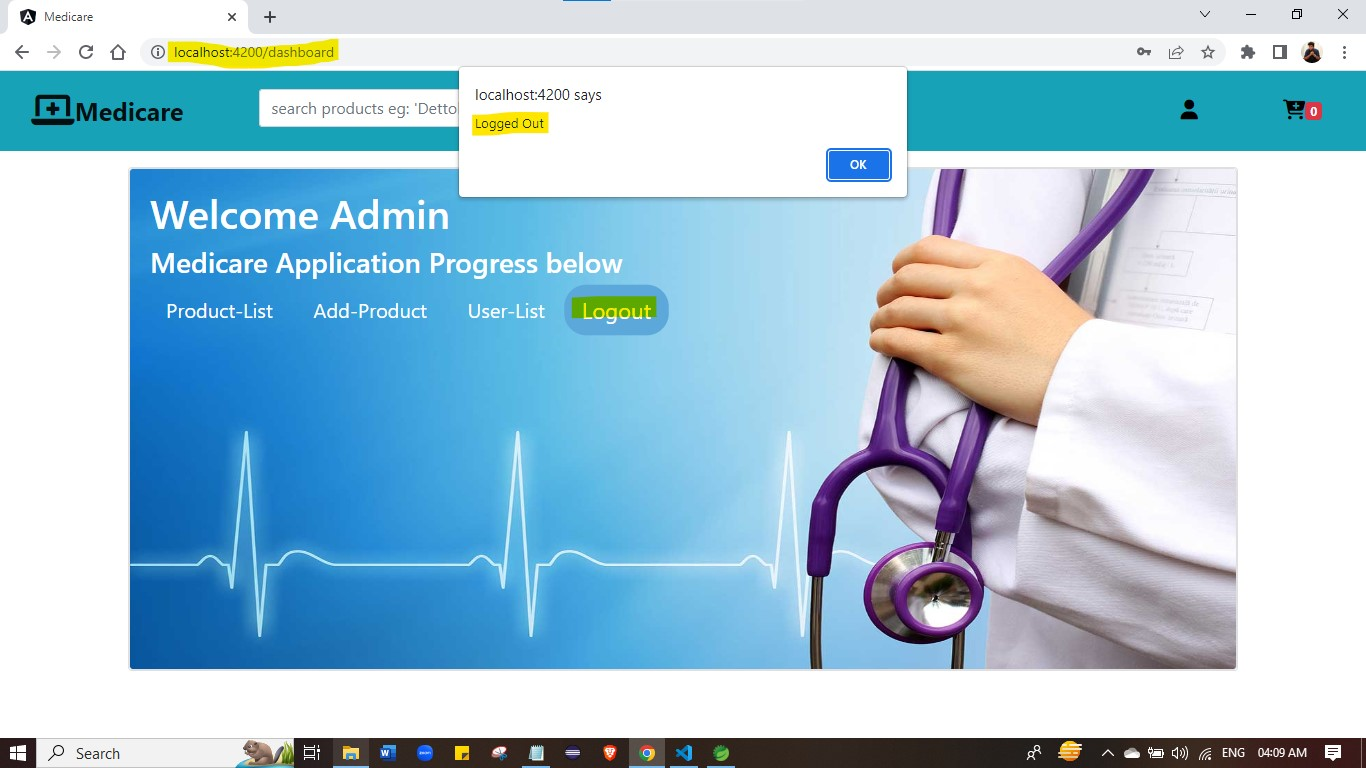 Medicare
localhost:4200/dashboard
localhost:4200 says
Logged Out
OK
Medicare
search products eg: 'Detto
0
Welcome Admin
Medicare Application Progress below
Product-List Add-Product User-List Logout
Search
ENG 04:09 AM